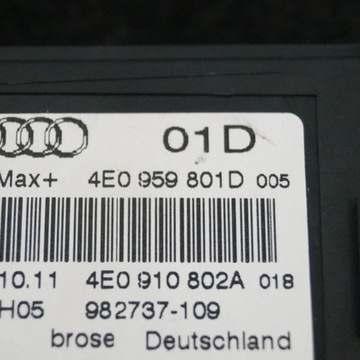 01D
Max+ 4E0 959 801D 005
10.11 4E0 910 802A 018
H05 982737-109
brose Deutschland